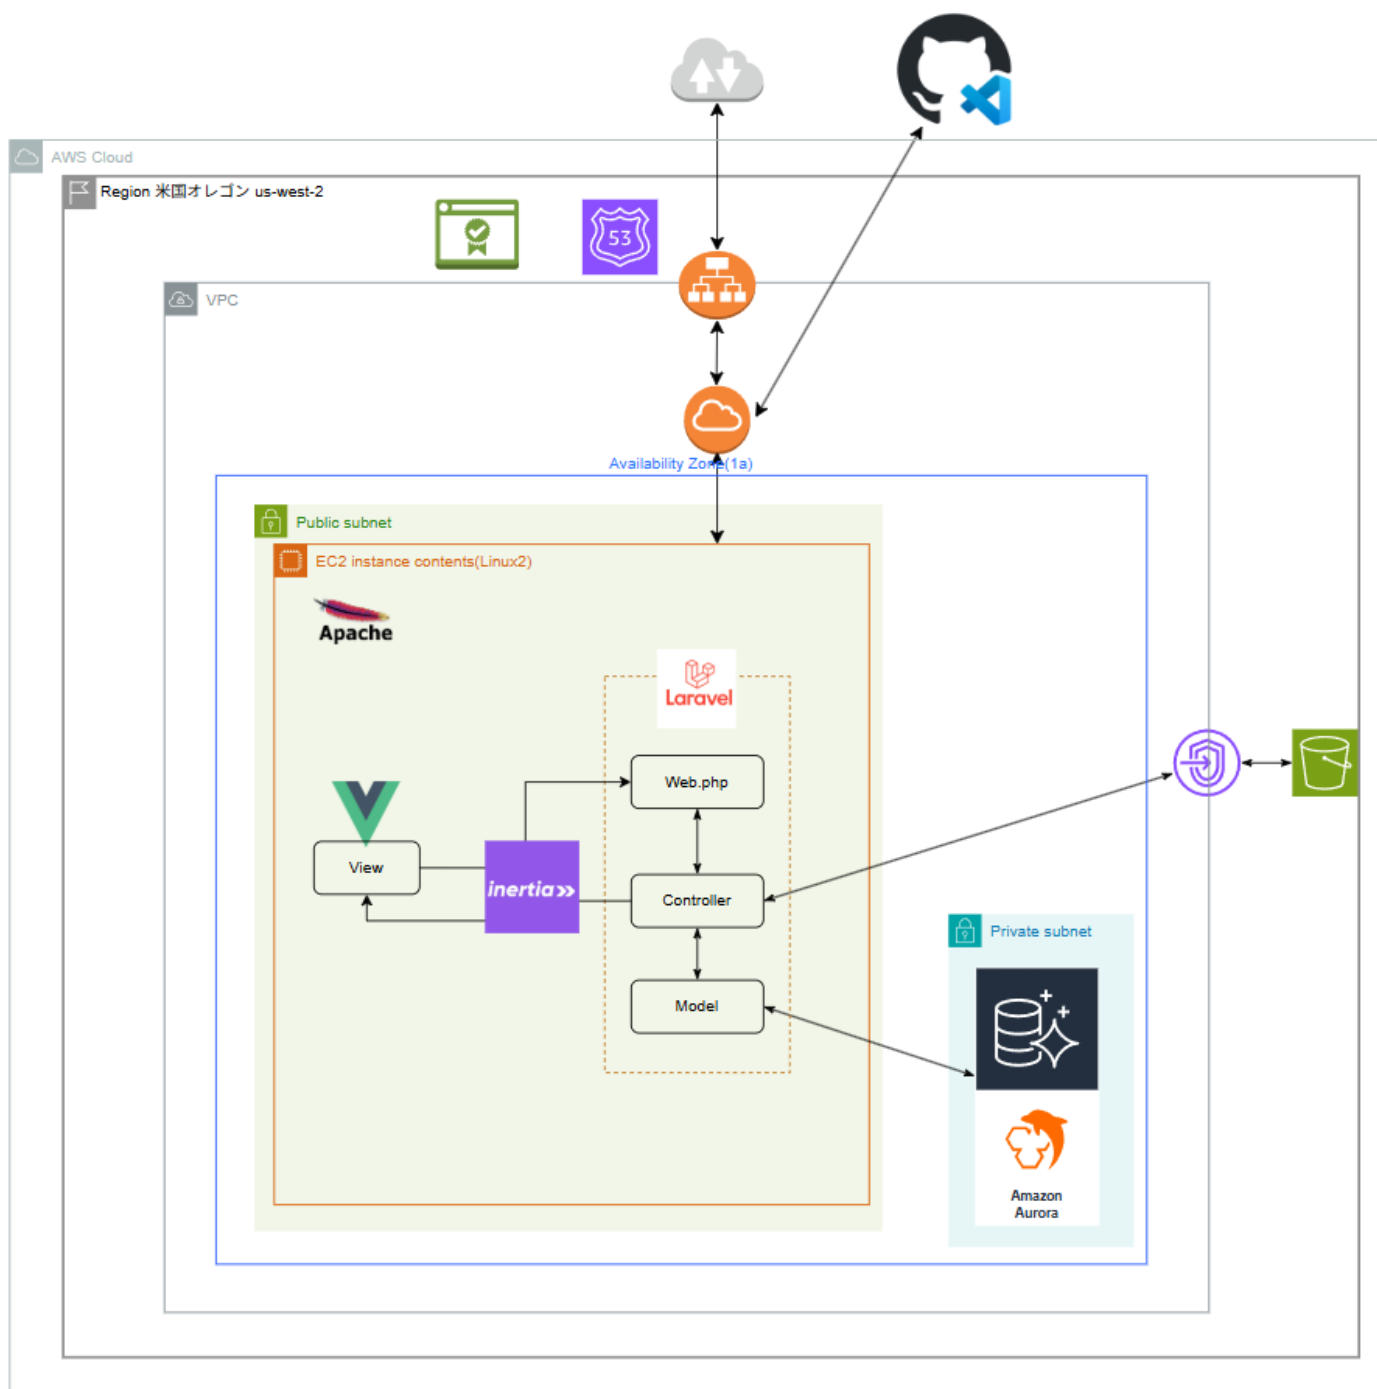 AWS Cloud
Region 米国オレゴン us-west-2
53
VPC
Availability Zone(1a)
Public subnet
EC2 instance contents(Linux2)
Apache
Laravel
Web.php
View
inertia
Controller
Private subnet
Model
Amazon
Aurora